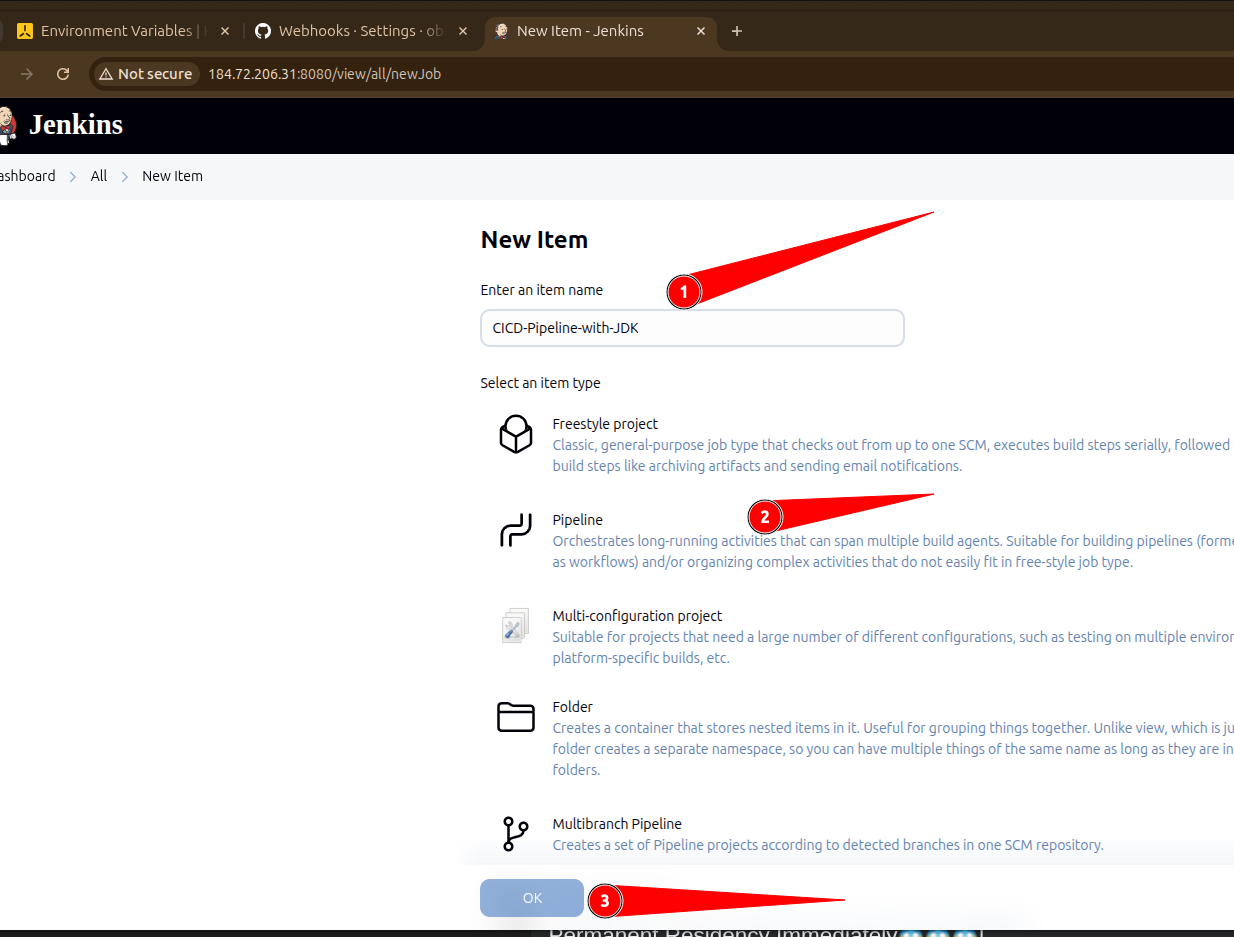 Environment Variables |
Webhooks · Settings · ob
New Item - Jenkins
Not secure
184.72.206.31:8080/view/all/newJob
Jenkins
ashboard
All
New Item
New Item
Enter an item name
1
CICD-Pipeline-with-JDK
Select an item type
Freestyle project
Classic, general-purpose job type that checks out from up to one SCM, executes build steps serially, followed
build steps like archiving artifacts and sending email notifications.
2
Pipeline
Orchestrates long-running activities that can span multiple build agents. Suitable for building pipelines (forme
as workflows) and/or organizing complex activities that do not easily fit in free-style job type.
Multi-configuration project
Suitable for projects that need a large number of different configurations, such as testing on multiple environ
platform-specific builds, etc.
Folder
Creates a container that stores nested items in it. Useful for grouping things together. Unlike view, which is ju
folder creates a separate namespace, so you can have multiple things of the same name as long as they are in
folders.
Multibranch Pipeline
Creates a set of Pipeline projects according to detected branches in one SCM repository.
OK
3
Permanent Residency Immediately